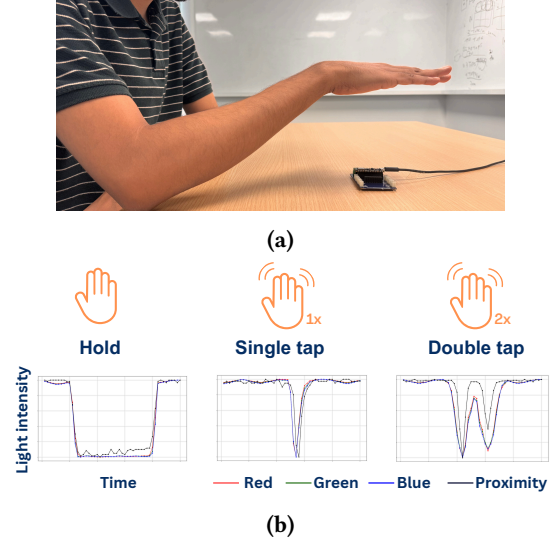 (a)
1x
2x
Hold
Single tap
Double tap
Light intensity
Time
Red
Green
Blue
Proximity
(b)